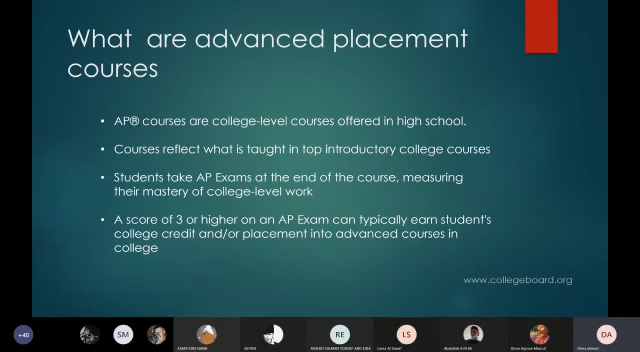 What are advanced placement
courses
• AP® courses are college-level courses offered in high school.
• Courses reflect what is taught in top introductory college courses
• Students take AP Exams at the end of the course, measuring
their mastery of college-level work
• A score of 3 or higher on an AP Exam can typically earn student's
college credit and/or placement into advanced courses in
college
www.collegeboard.org
+40
SM
RE
LS
DA